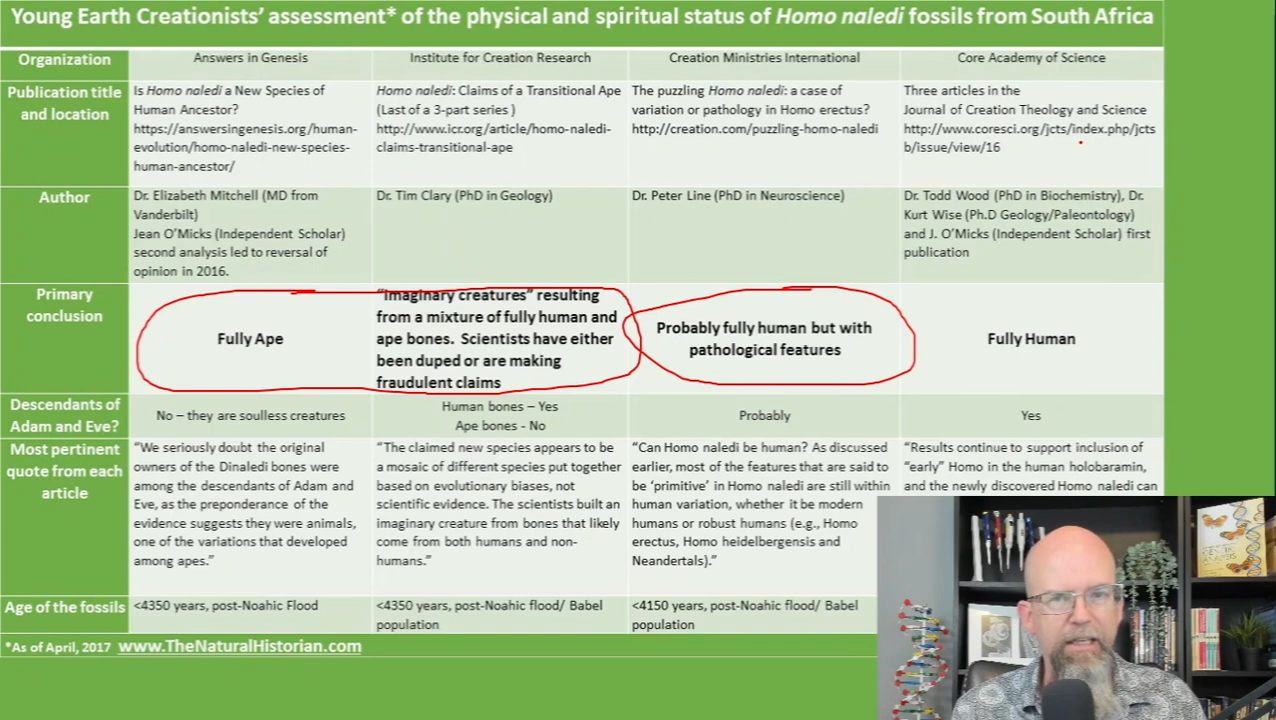 Young Earth Creationists' assessment* of the physical and spiritual status of Homo naledi fossils from South Africa
Organization
Answers in Genesis
Institute for Creation Research
Creation Ministries International
Core Academy of Science
Publication title
and location
Is Homo naledi a New Species of
Human Ancestor?
https://answersingenesis.org/human-
evolution/homo-naledi-new-species-
human-ancestor/
Homo naledi: Claims of a Transitional Ape
(Last of a 3-part series )
http://www.icr.org/article/homo-naledi-
claims-transitional-ape
The puzzling Homo naledi: a case of
variation or pathology in Homo erectus?
http://creation.com/puzzling-homo-naledi
Three articles in the
Journal of Creation Theology and Science
http://www.coresci.org/jcts/index.php/jcts
b/issue/view/16
Author
Dr. Elizabeth Mitchell (MD from
Vanderbilt)
Jean O'Micks (Independent Scholar)
second analysis led to reversal of
opinion in 2016.
Dr. Tim Clary (PhD in Geology)
Dr. Peter Line (PhD in Neuroscience)
Dr. Todd Wood (PhD in Biochemistry), Dr.
Kurt Wise (Ph.D Geology/Paleontology)
and J. O'Micks (Independent Scholar) first
publication
Primary
conclusion
Fully Ape
"Imaginary creatures" resulting
from a mixture of fully human and
ape bones. Scientists have either
been duped or are making
fraudulent claims
Probably fully human but with
pathological features
Fully Human
Descendants of
Adam and Eve?
No – they are soulless creatures
Human bones – Yes
Ape bones - No
Probably
Yes
Most pertinent
quote from each
article
"We seriously doubt the original
owners of the Dinaledi bones were
among the descendants of Adam and
Eve, as the preponderance of the
evidence suggests they were animals,
one of the variations that developed
among apes."
"The claimed new species appears to be
a mosaic of different species put together
based on evolutionary biases, not
scientific evidence. The scientists built an
imaginary creature from bones that likely
come from both humans and non-
humans."
"Can Homo naledi be human? As discussed
earlier, most of the features that are said to
be 'primitive' in Homo naledi are still within
human variation, whether it be modern
humans or robust humans (e.g., Homo
erectus, Homo heidelbergensis and
Neandertals)."
"Results continue to support inclusion of
"early" Homo in the human holobaramin,
and the newly discovered Homo naledi can
Age of the fossils
<4350 years, post-Noahic Flood
<4350 years, post-Noahic flood/ Babel
population
<4150 years, post-Noahic flood/ Babel
population
*As of April, 2017 www.TheNaturalHistorian.com